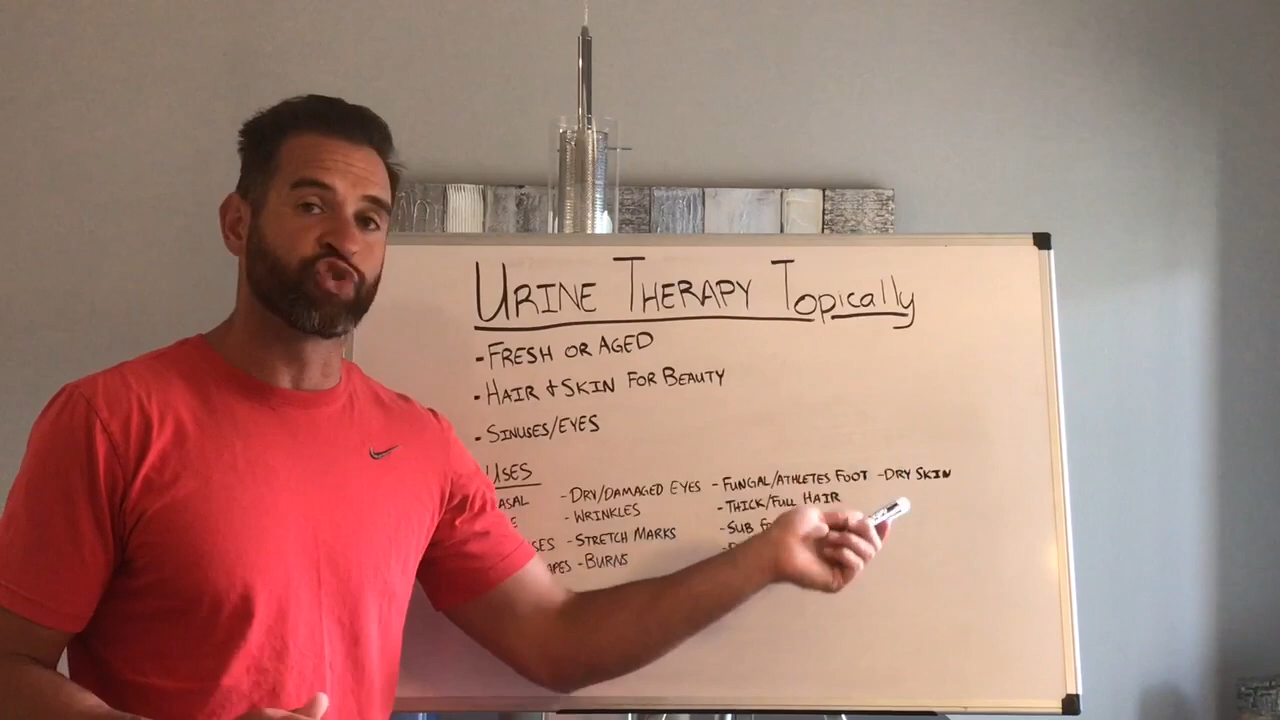 URINE THERAPY TOPICALLY
-FRESH OR AGED
-HAIR & SKIN FOR BEAUTY
-SINUSES/EYES
USES
-DRY/DAMAGED EYES -FUNGAL/ATHLETES FOOT -DRY SKIN
-WRINKLES -THICK/FULL HAIR
-STRETCH MARKS -SUB
-BURNS